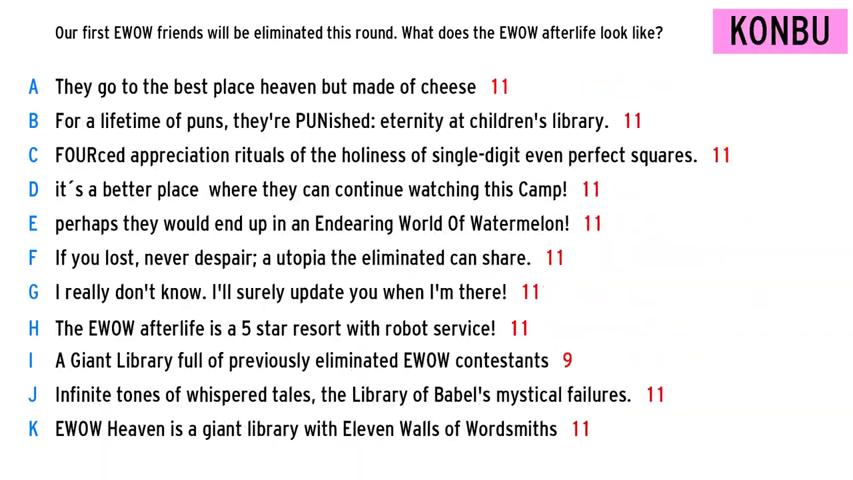 Our first EWOW friends will be eliminated this round. What does the EWOW afterlife look like?
KONBU
A They go to the best place heaven but made of cheese 11
B For a lifetime of puns, they're PUNished: eternity at children's library. 11
C FOURced appreciation rituals of the holiness of single-digit even perfect squares. 11
D it´s a better place  where they can continue watching this Camp! 11
E perhaps they would end up in an Endearing World Of Watermelon! 11
F If you lost, never despair; a utopia the eliminated can share. 11
G I really don't know. I'll surely update you when I'm there! 11
H The EWOW afterlife is a 5 star resort with robot service! 11
I A Giant Library full of previously eliminated EWOW contestants 9
J Infinite tones of whispered tales, the Library of Babel's mystical failures. 11
K EWOW Heaven is a giant library with Eleven Walls of Wordsmiths 11